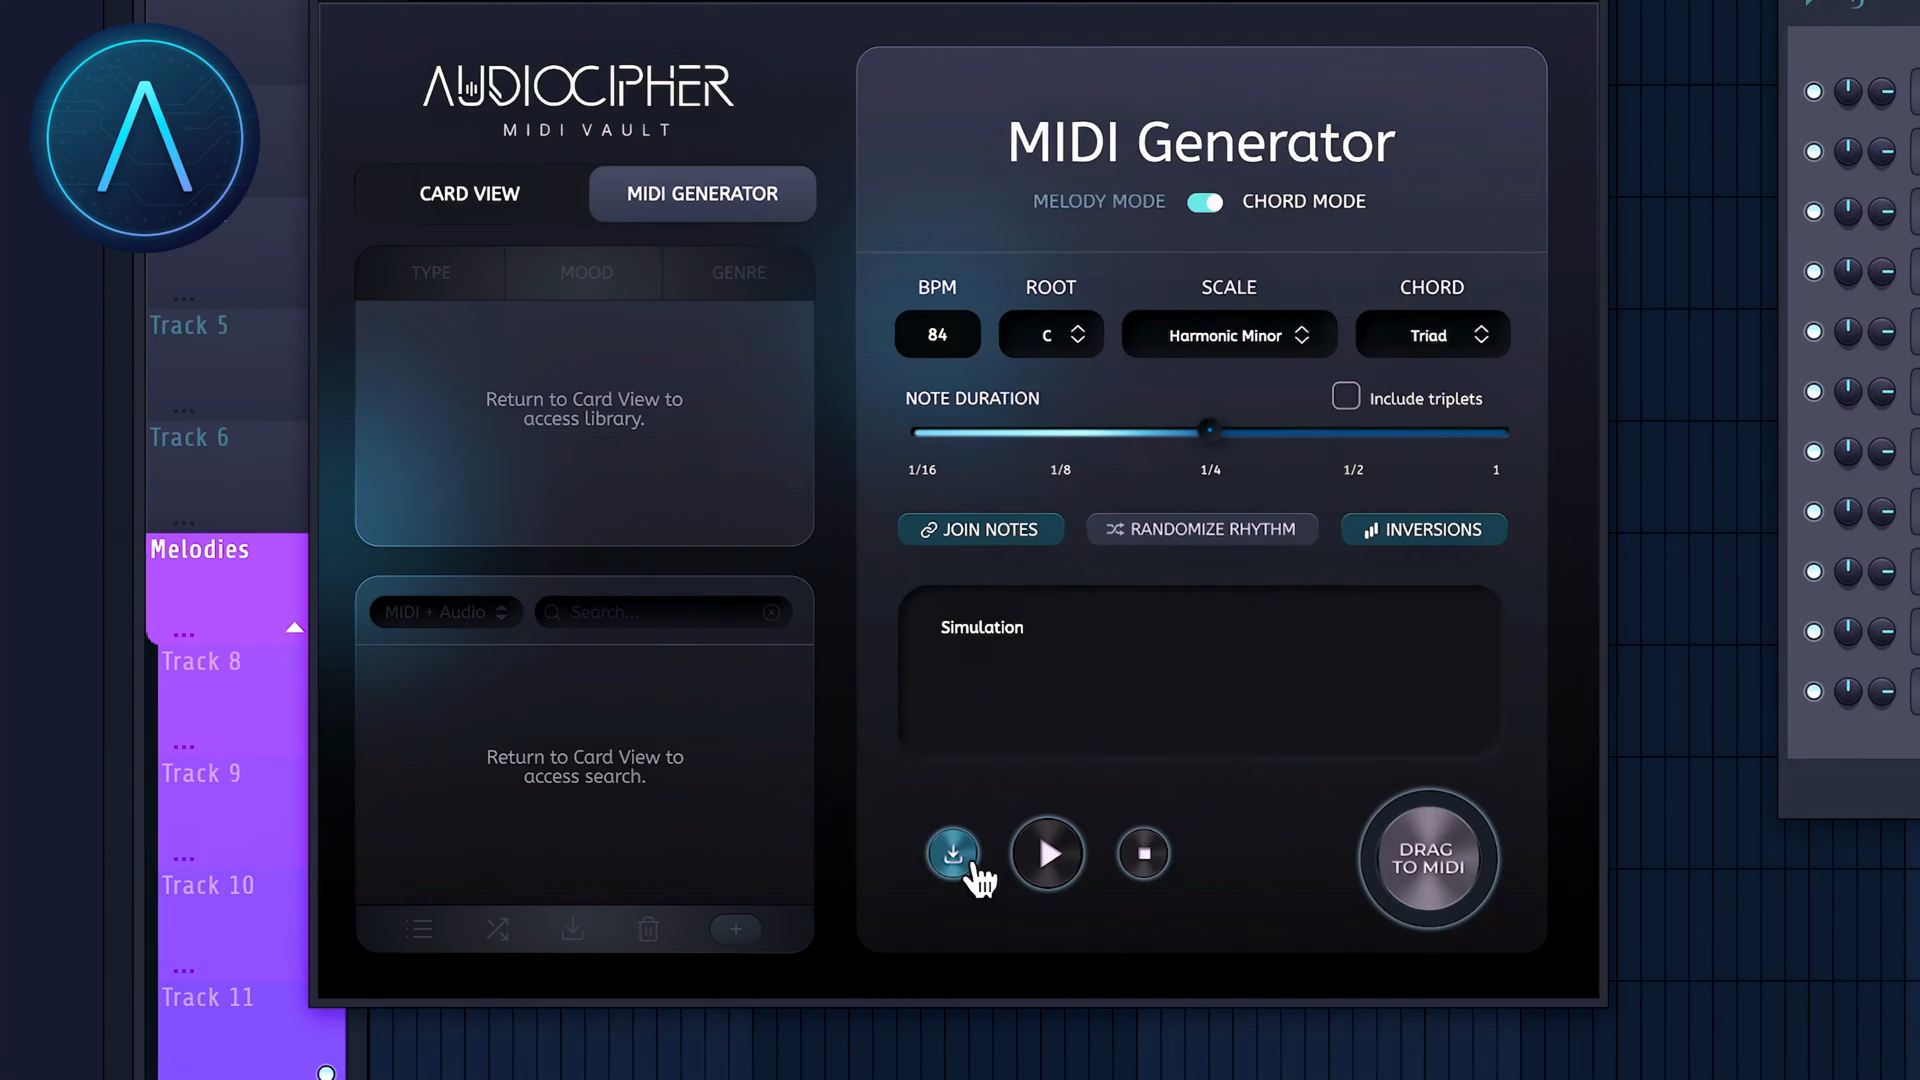 AUDIOCIPHER
MIDI VAULT
CARD VIEW
MIDI GENERATOR
TYPE
MOOD
GENRE
Return to Card View to
access library.
MIDI + Audio
Search...
Return to Card View to
access search.
MIDI Generator
MELODY MODE
CHORD MODE
BPM
ROOT
SCALE
CHORD
84
C
Harmonic Minor
Triad
NOTE DURATION
Include triplets
1/16
1/8
1/4
1/2
1
JOIN NOTES
RANDOMIZE RHYTHM
INVERSIONS
Simulation
DRAG
TO MIDI
Track 5
Track 6
Melodies
Track 8
Track 9
Track 10
Track 11